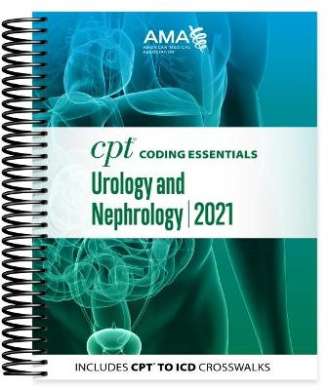 AMA
AMERICAN MEDICAL
ASSOCIATION
cpt® CODING ESSENTIALS
Urology and
Nephrology | 2021
INCLUDES CPT® TO ICD CROSSWALKS